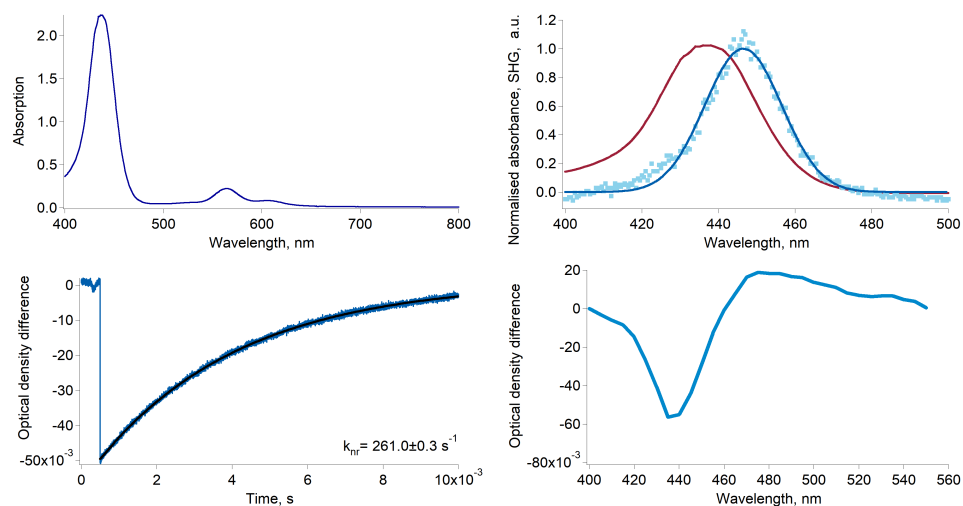 2.0
1.5
1.0
0.5
0.0
Absorption
400 500 600 700 800
Wavelength, nm
1.2
1.0
0.8
0.6
0.4
0.2
0.0
Normalised absorbance, SHG, a.u.
400 420 440 460 480 500
Wavelength, nm
0
-10
-20
-30
-40
-50x10⁻³
Optical density difference
kₙᵣ= 261.0±0.3 s⁻¹
0 2 4 6 8 10x10⁻³
Time, s
20
0
-20
-40
-60
-80x10⁻³
Optical density difference
400 420 440 460 480 500 520 540 560
Wavelength, nm